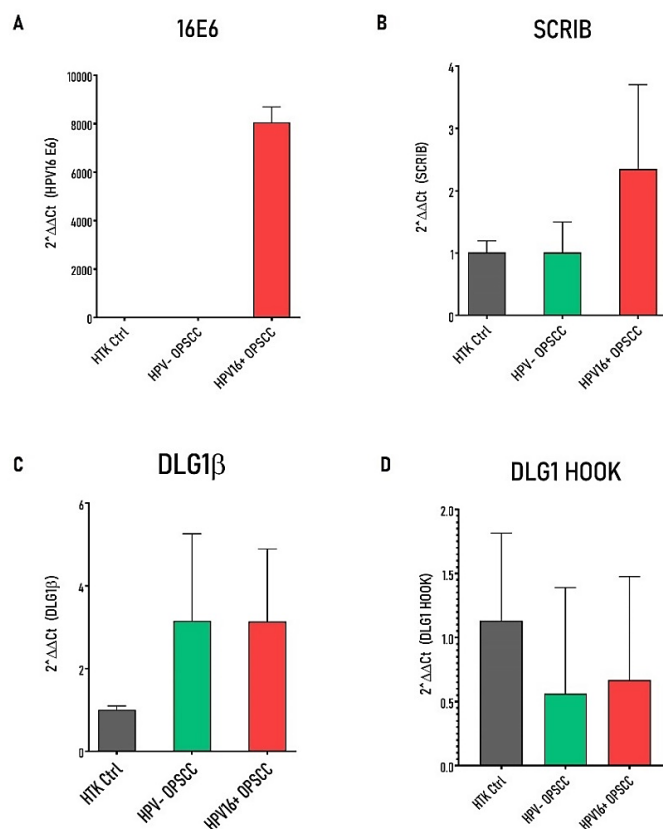 A
16E6
2^ΔΔCt (HPV16 E6)
10000
8000
6000
4000
2000
0
HTK Ctrl
HPV- OPSCC
HPV16+ OPSCC
B
SCRIB
2^ΔΔCt (SCRIB)
4
3
2
1
0
HTK Ctrl
HPV- OPSCC
HPV16+ OPSCC
C
DLG1β
2^ΔΔCt (DLG1β)
6
4
2
0
HTK Ctrl
HPV- OPSCC
HPV16+ OPSCC
D
DLG1 HOOK
2^ΔΔCt (DLG1 HOOK)
2.0
1.5
1.0
0.5
0.0
HTK Ctrl
HPV- OPSCC
HPV16+ OPSCC